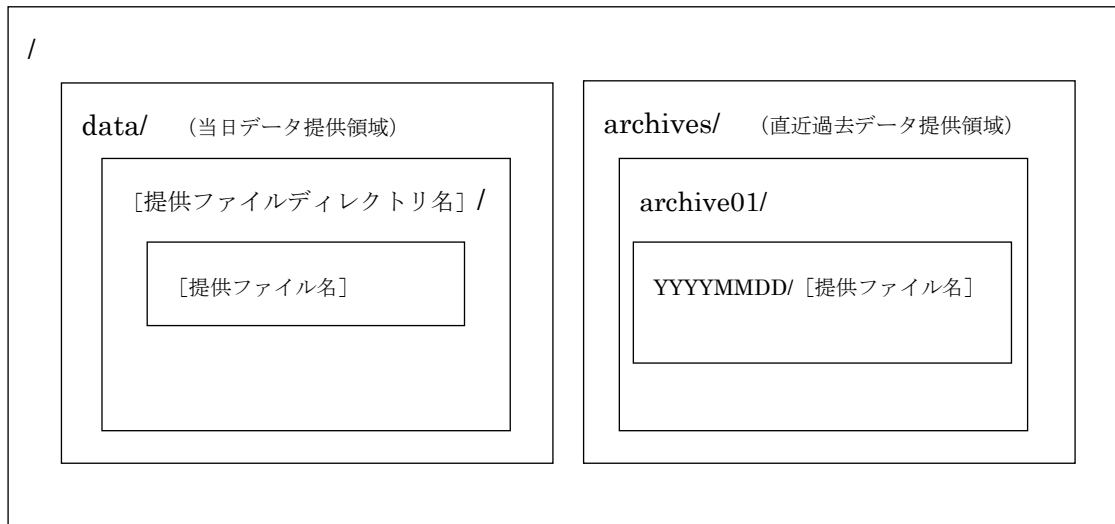 /
data/ (当日データ提供領域)
[提供ファイルディレクトリ名] /
[提供ファイル名]
archives/ (直近過去データ提供領域)
archive01/
YYYYMMDD/ [提供ファイル名]